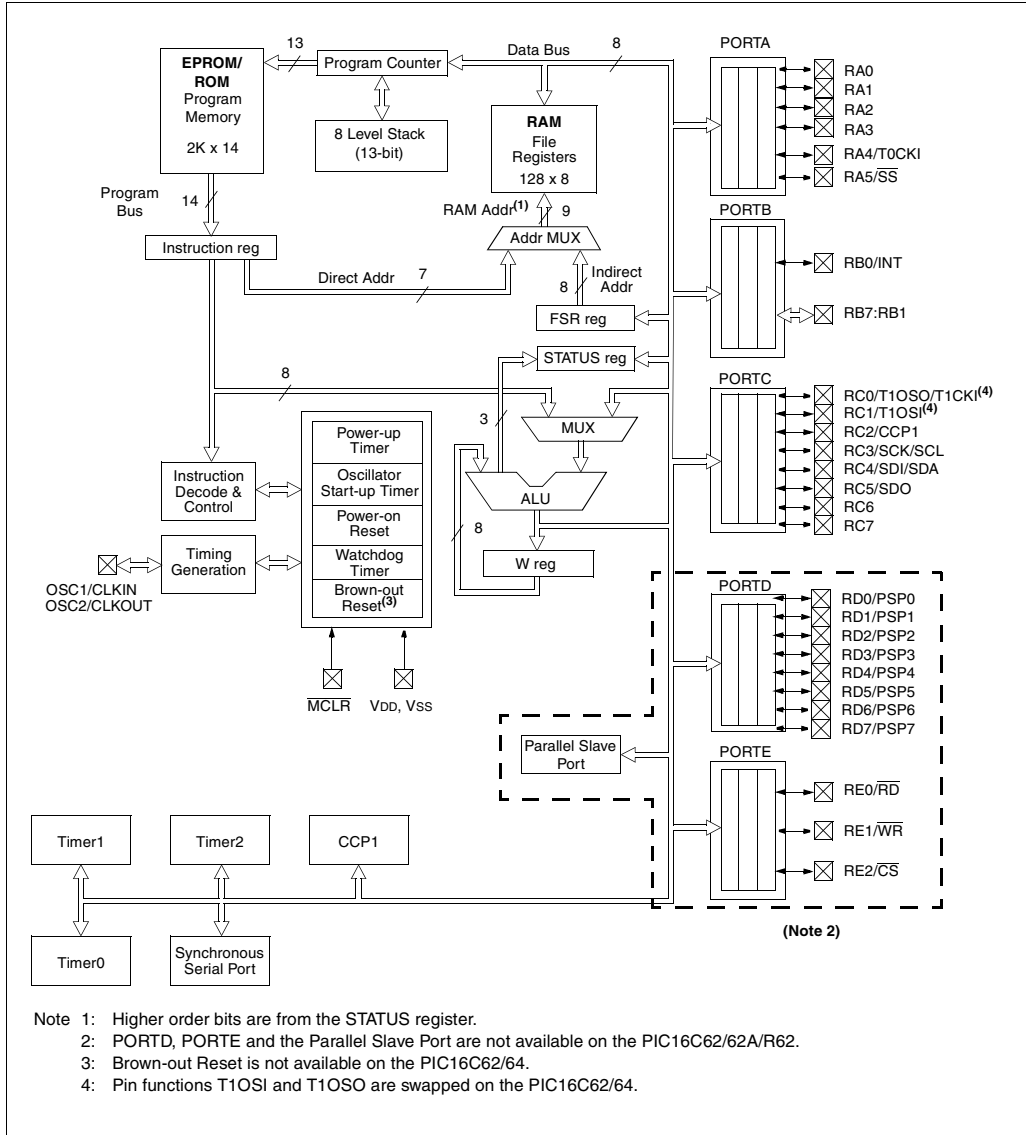 EPROM/
ROM
Program
Memory
2K x 14
13
Program Counter
8 Level Stack
(13-bit)
Data Bus
8
RAM
File
Registers
128 x 8
Program
Bus
14
RAM Addr(1)
9
Instruction reg
Addr MUX
Direct Addr
7
Indirect
Addr
8
FSR reg
STATUS reg
8
3
MUX
ALU
8
W reg
Power-up
Timer
Oscillator
Start-up Timer
Power-on
Reset
Watchdog
Timer
Brown-out
Reset(3)
Instruction
Decode &
Control
Timing
Generation
OSC1/CLKIN
OSC2/CLKOUT
MCLR
VDD, VSS
Parallel Slave
Port
Timer1
Timer2
CCP1
Timer0
Synchronous
Serial Port
PORTA
RA0
RA1
RA2
RA3
RA4/T0CKI
RA5/SS
PORTB
RB0/INT
RB7:RB1
PORTC
RC0/T1OSO/T1CKI(4)
RC1/T1OSI(4)
RC2/CCP1
RC3/SCK/SCL
RC4/SDI/SDA
RC5/SDO
RC6
RC7
PORTD
RD0/PSP0
RD1/PSP1
RD2/PSP2
RD3/PSP3
RD4/PSP4
RD5/PSP5
RD6/PSP6
RD7/PSP7
PORTE
RE0/RD
RE1/WR
RE2/CS
(Note 2)
Note 1: Higher order bits are from the STATUS register.
2: PORTD, PORTE and the Parallel Slave Port are not available on the PIC16C62/62A/R62.
3: Brown-out Reset is not available on the PIC16C62/64.
4: Pin functions T1OSI and T1OSO are swapped on the PIC16C62/64.